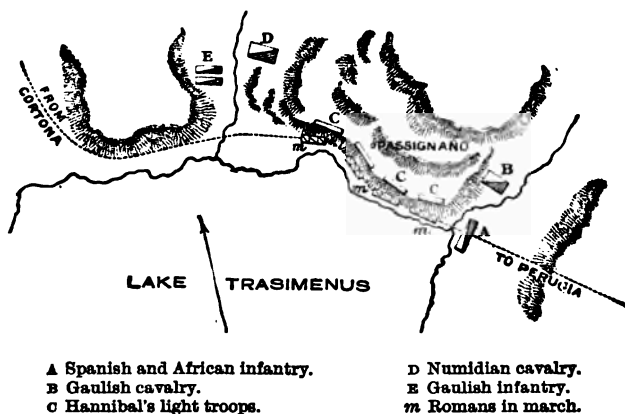 E
D
FROM
CORTONA
C
m
PASSIGNANO
B
m
C
C
m.
A
TO PERUGIA
LAKE TRASIMENUS
A Spanish and African infantry.
B Gaulish cavalry.
C Hannibal's light troops.
D Numidian cavalry.
E Gaulish infantry.
m Romans in march.